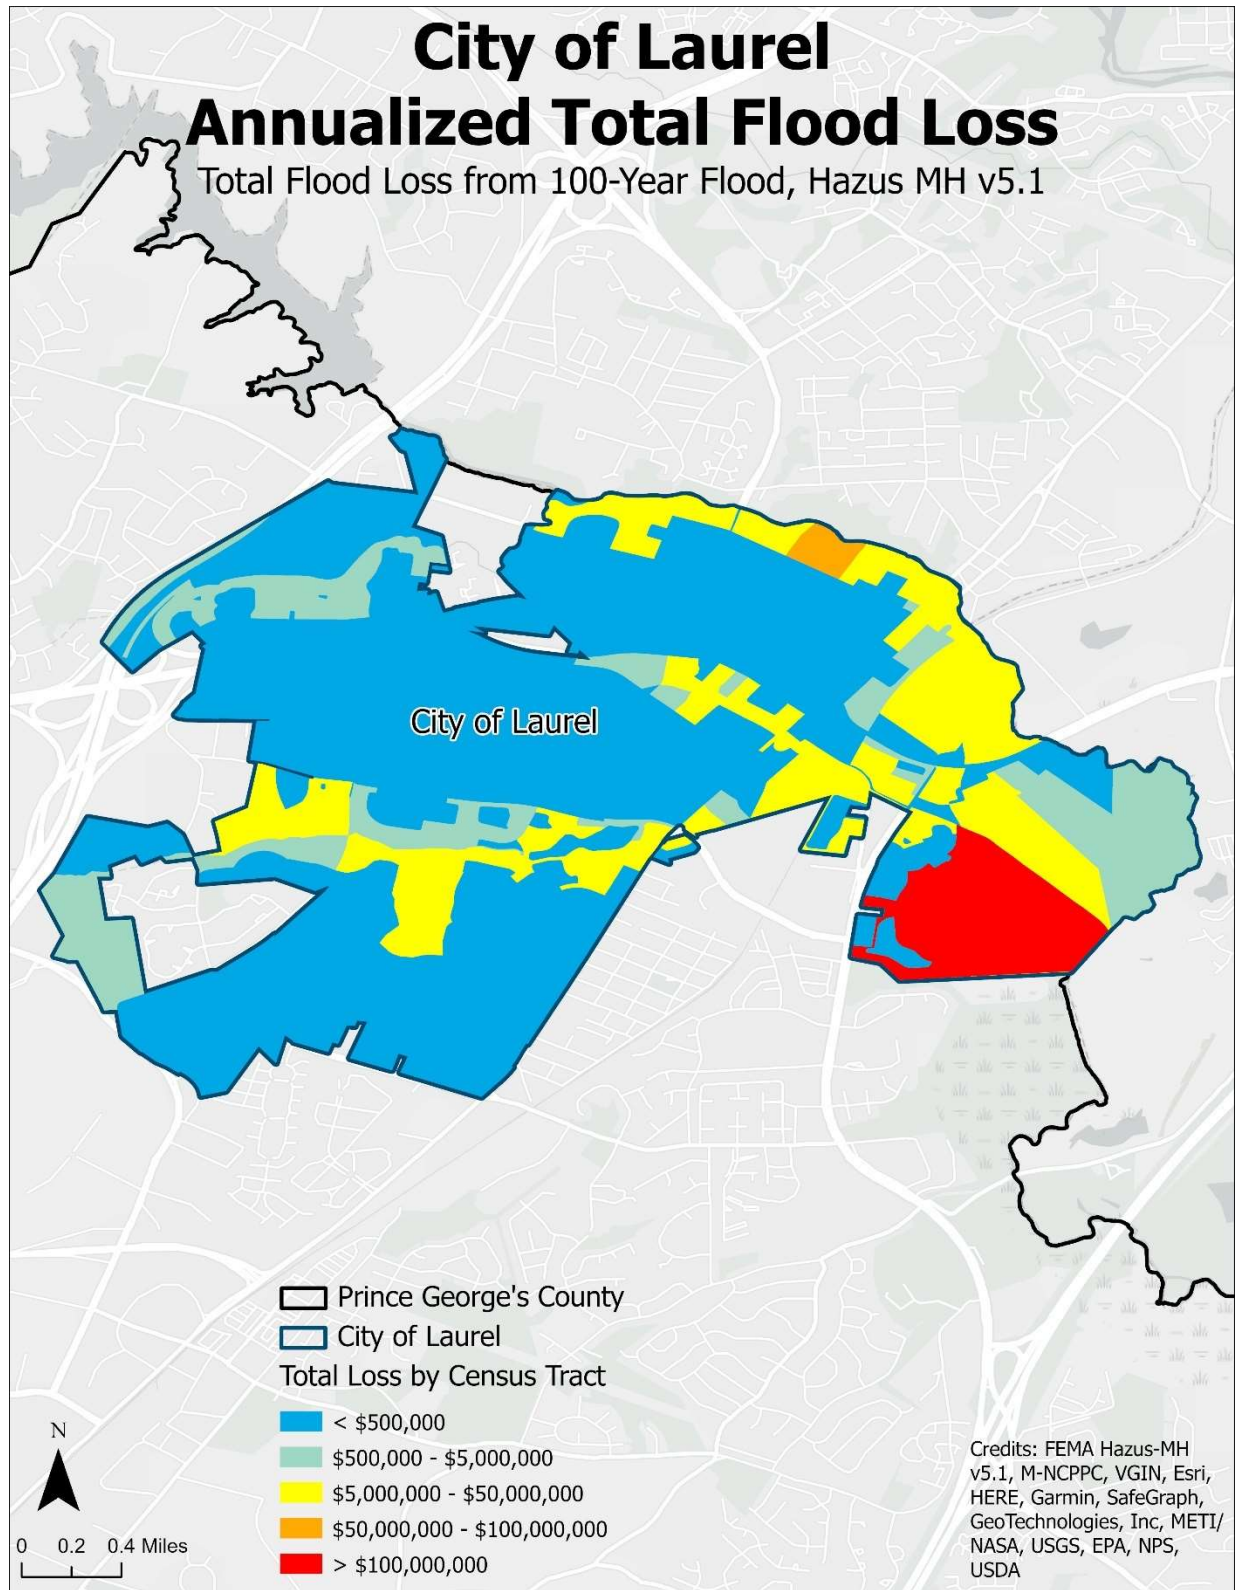 City of Laurel
Annualized Total Flood Loss
Total Flood Loss from 100-Year Flood, Hazus MH v5.1
City of Laurel
Prince George's County
City of Laurel
Total Loss by Census Tract
< $500,000
$500,000 - $5,000,000
$5,000,000 - $50,000,000
$50,000,000 - $100,000,000
> $100,000,000
N
0 0.2 0.4 Miles
Credits: FEMA Hazus-MH
v5.1, M-NCPPC, VGIN, Esri,
HERE, Garmin, SafeGraph,
GeoTechnologies, Inc, METI/
NASA, USGS, EPA, NPS,
USDA